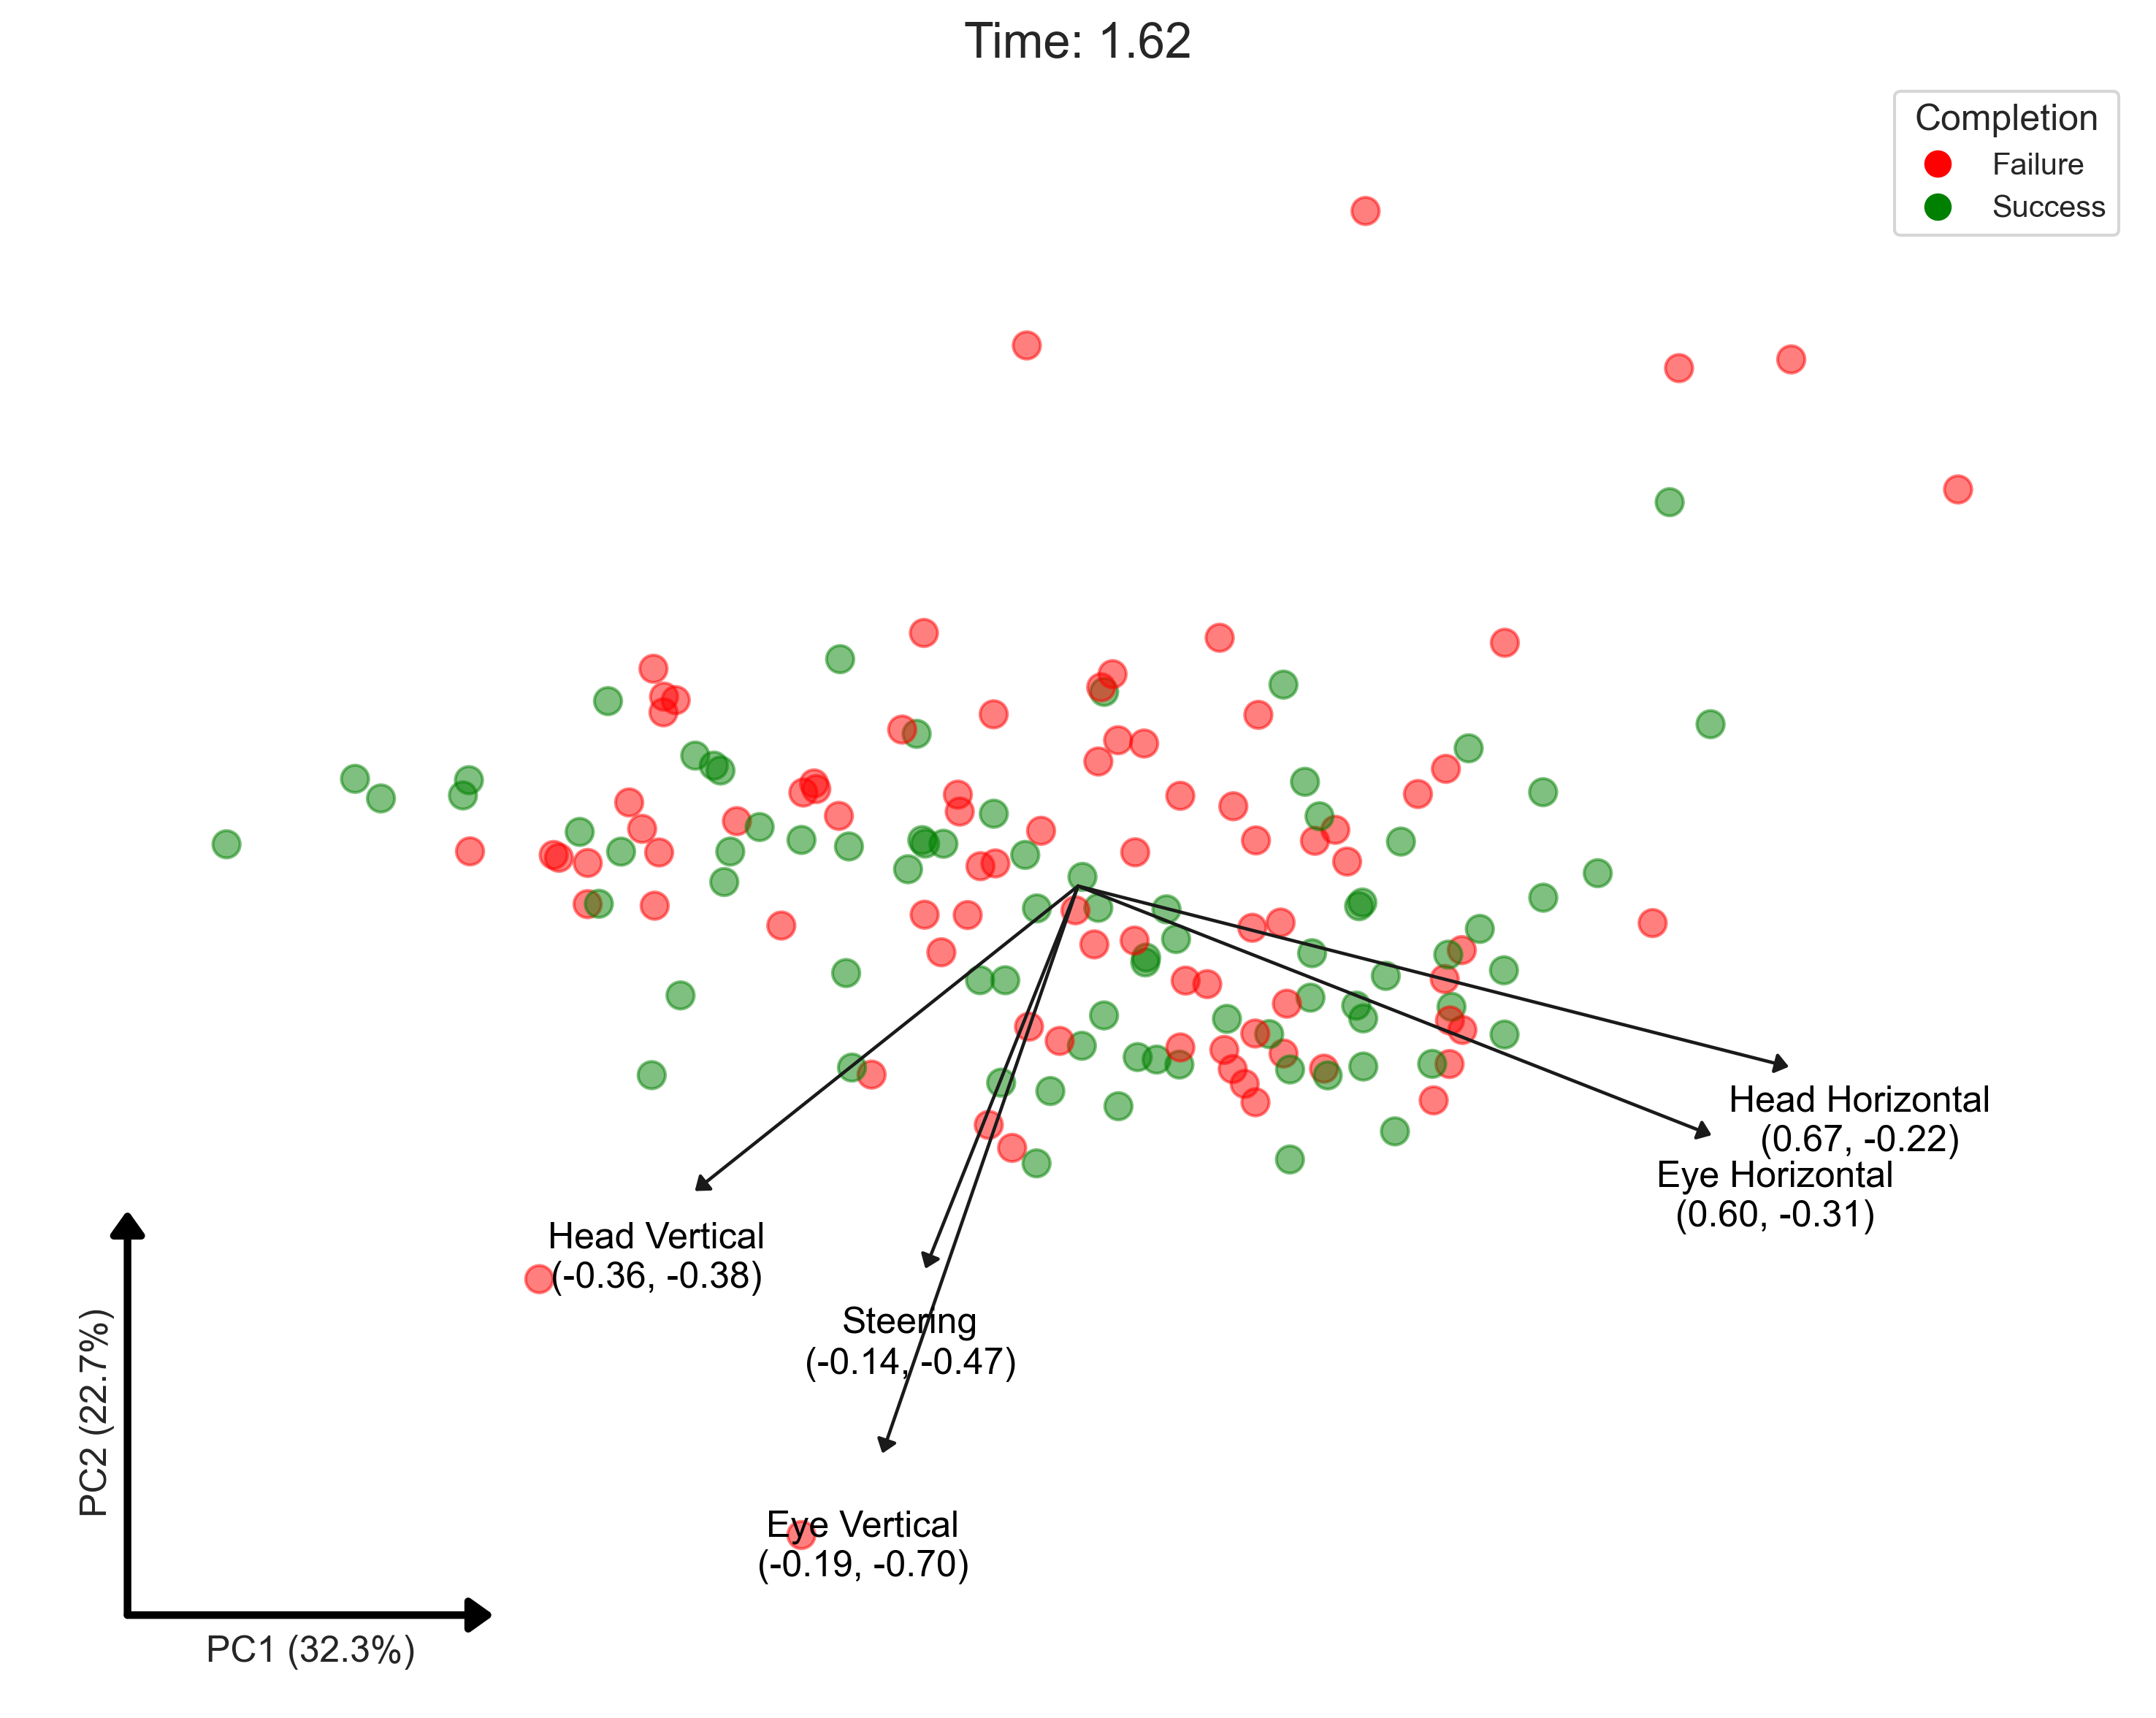 Time: 1.62
Completion
Failure
Success
Head Horizontal
(0.67, -0.22)
Eye Horizontal
(0.60, -0.31)
Head Vertical
(-0.36, -0.38)
Steering
(-0.14, -0.47)
Eye Vertical
(-0.19, -0.70)
PC2 (22.7%)
PC1 (32.3%)